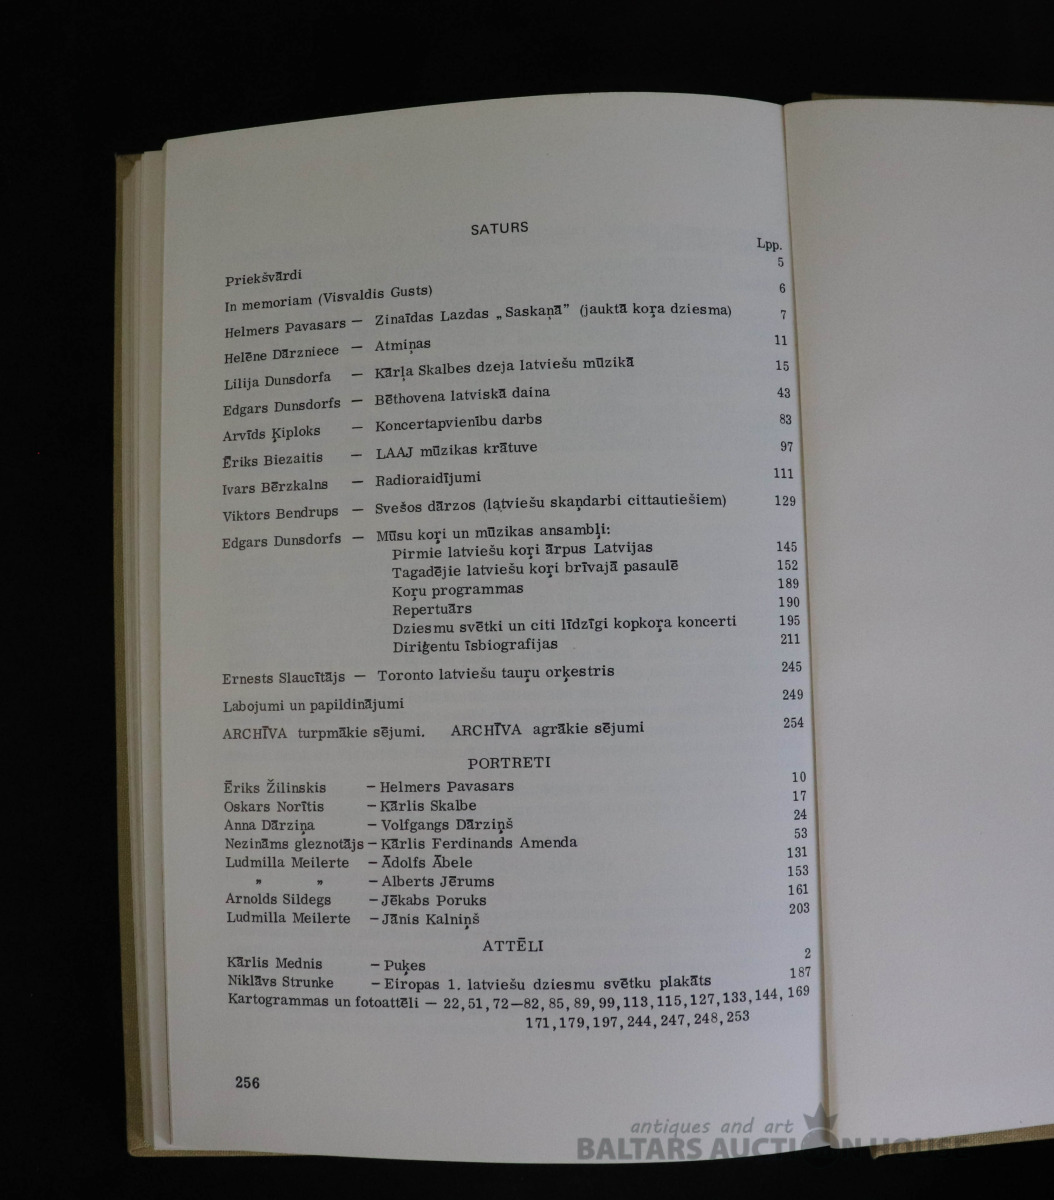 SATURS
Lpp.
Priekšvārdi 5
In memoriam (Visvaldis Gusts) 6
Helmers Pavasars — Zinaīdas Lazdas „Saskaņā” (jauktā koŗa dziesma) 7
Helēne Dārzniece — Atmiņas 11
Lilija Dunsdorfa — Kārļa Skalbes dzeja latviešu mūzikā 15
Edgars Dunsdorfs — Bēthovena latviskā daina 43
Arvīds Ķiploks — Koncertapvienību darbs 83
Ēriks Biezaitis — LAAJ mūzikas krātuve 97
Ivars Bērzkalns — Radioraidījumi 111
Viktors Bendrups — Svešos dārzos (latviešu skaņdarbi cittautiešiem) 129
Edgars Dunsdorfs — Mūsu koŗi un mūzikas ansambļi:
Pirmie latviešu koŗi ārpus Latvijas 145
Tagadējie latviešu koŗi brīvajā pasaulē 152
Koŗu programmas 189
Repertuārs 190
Dziesmu svētki un citi līdzīgi kopkoŗa koncerti 195
Diriģentu īsbiografijas 211
Ernests Slaucītājs — Toronto latviešu tauŗu orķestris 245
Labojumi un papildinājumi 249
ARCHĪVA turpmākie sējumi. ARCHĪVA agrākie sējumi 254
PORTRETI
Ēriks Žilinskis — Helmers Pavasars 10
Oskars Norītis — Kārlis Skalbe 17
Anna Dārziņa — Volfgangs Dārziņš 24
Nezināms gleznotājs — Kārlis Ferdinands Amenda 53
Ludmilla Meilerte — Ādolfs Ābele 131
„ „ — Alberts Jērums 153
Arnolds Sildegs — Jēkabs Poruks 161
Ludmilla Meilerte — Jānis Kalniņš 203
ATTĒLI
Kārlis Mednis — Puķes 2
Niklāvs Strunke — Eiropas 1. latviešu dziesmu svētku plakāts 187
Kartogrammas un fotoattēli — 22, 51, 72—82, 85, 89, 99, 113, 115, 127, 133, 144, 169
171, 179, 197, 244, 247, 248, 253
256
antiques and art
BALTARS AUCTION HOUSE